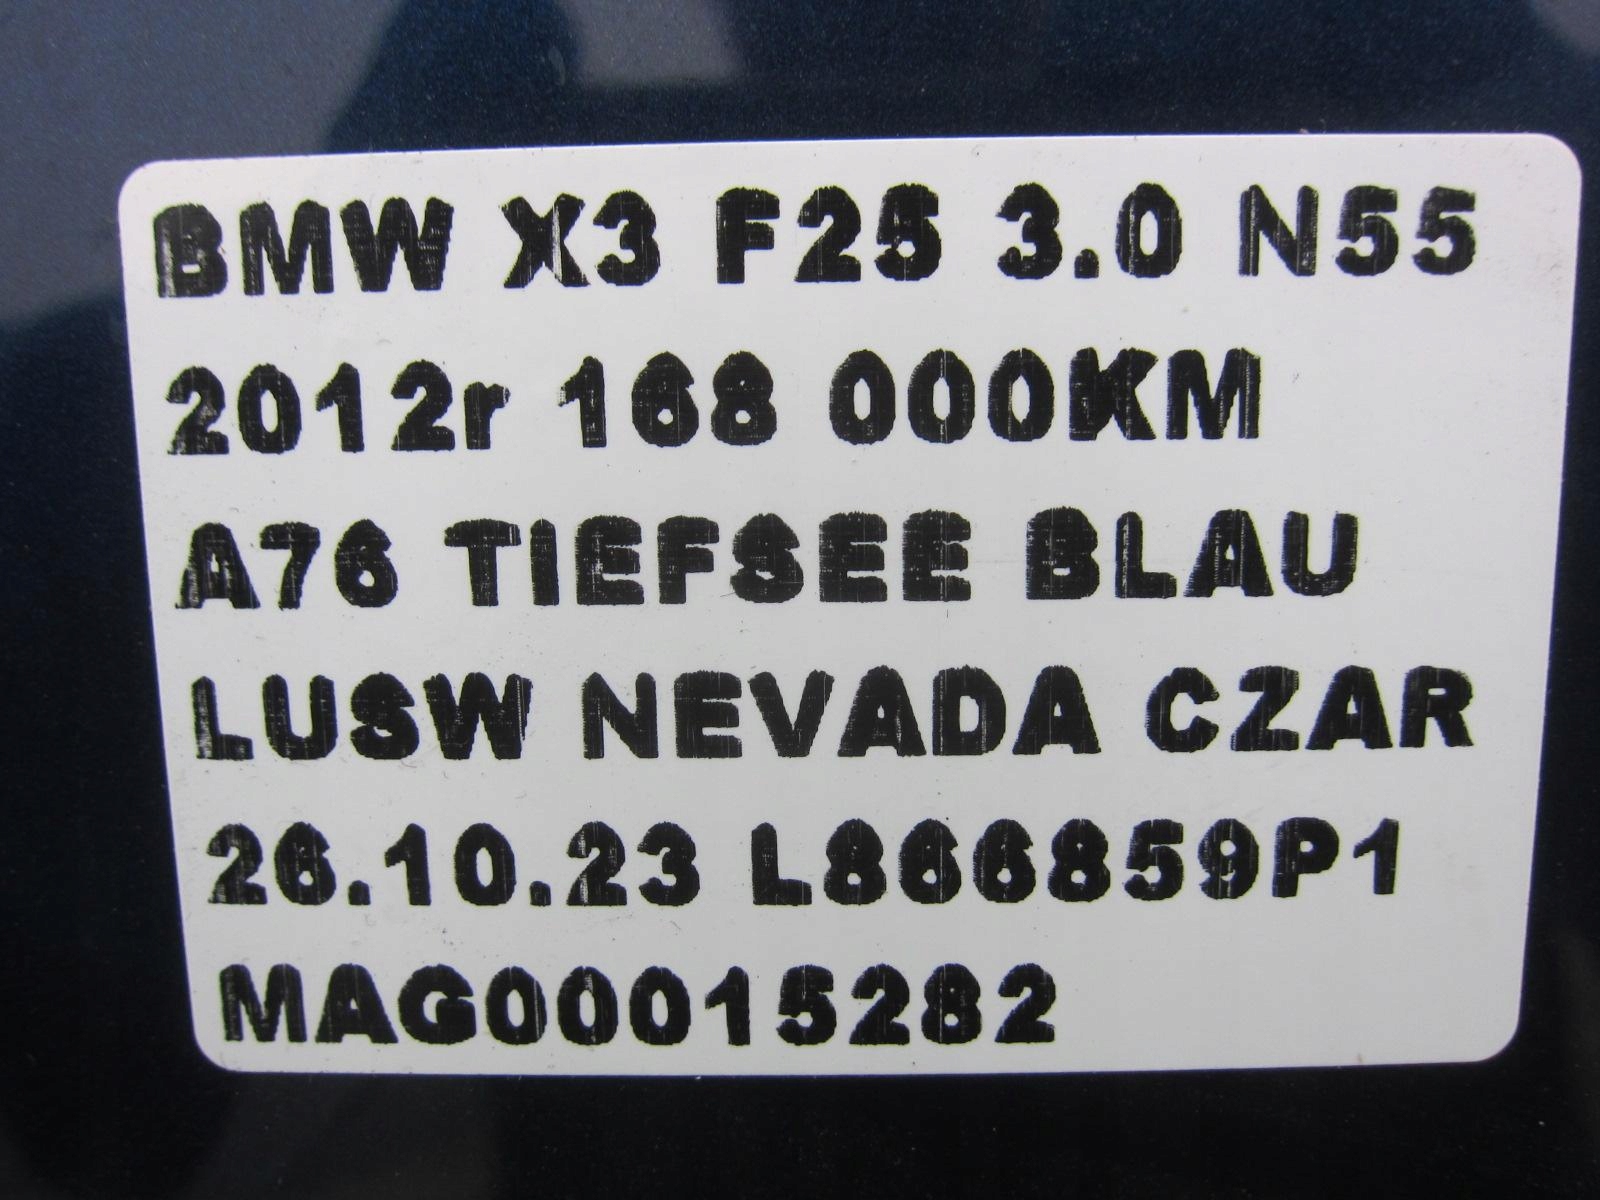 BMW X3 F25 3.0 N55
2012r 168 000KM
A76 TIEFSEE BLAU
LUSW NEVADA CZAR
26.10.23 L866859P1
MAG00015282